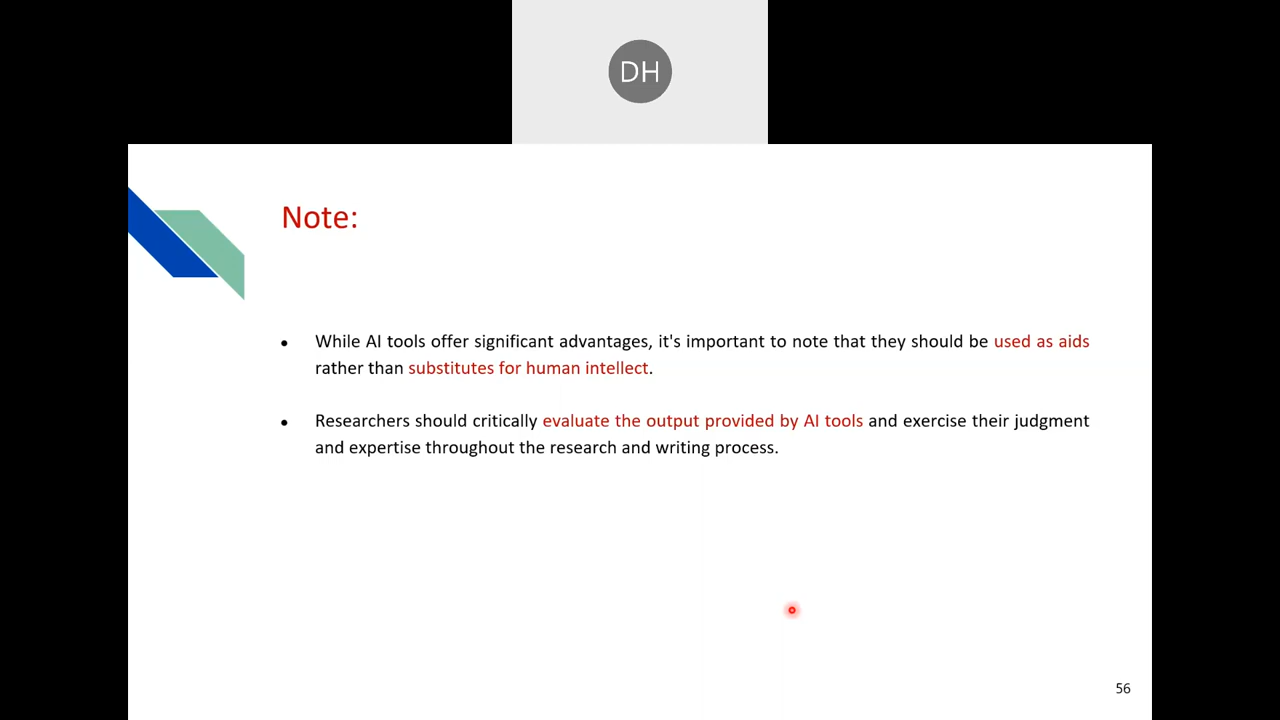 DH
Note:
• While AI tools offer significant advantages, it's important to note that they should be used as aids
rather than substitutes for human intellect.
• Researchers should critically evaluate the output provided by AI tools and exercise their judgment
and expertise throughout the research and writing process.
56